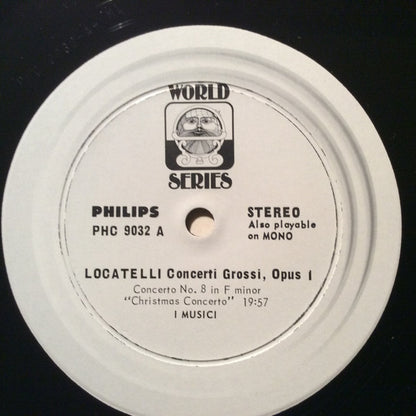 WORLD
SERIES
PHILIPS
PHC 9032 A
STEREO
Also playable
on MONO
LOCATELLI Concerti Grossi, Opus 1
Concerto No. 8 in F minor
"Christmas Concerto" 19:57
I MUSICI